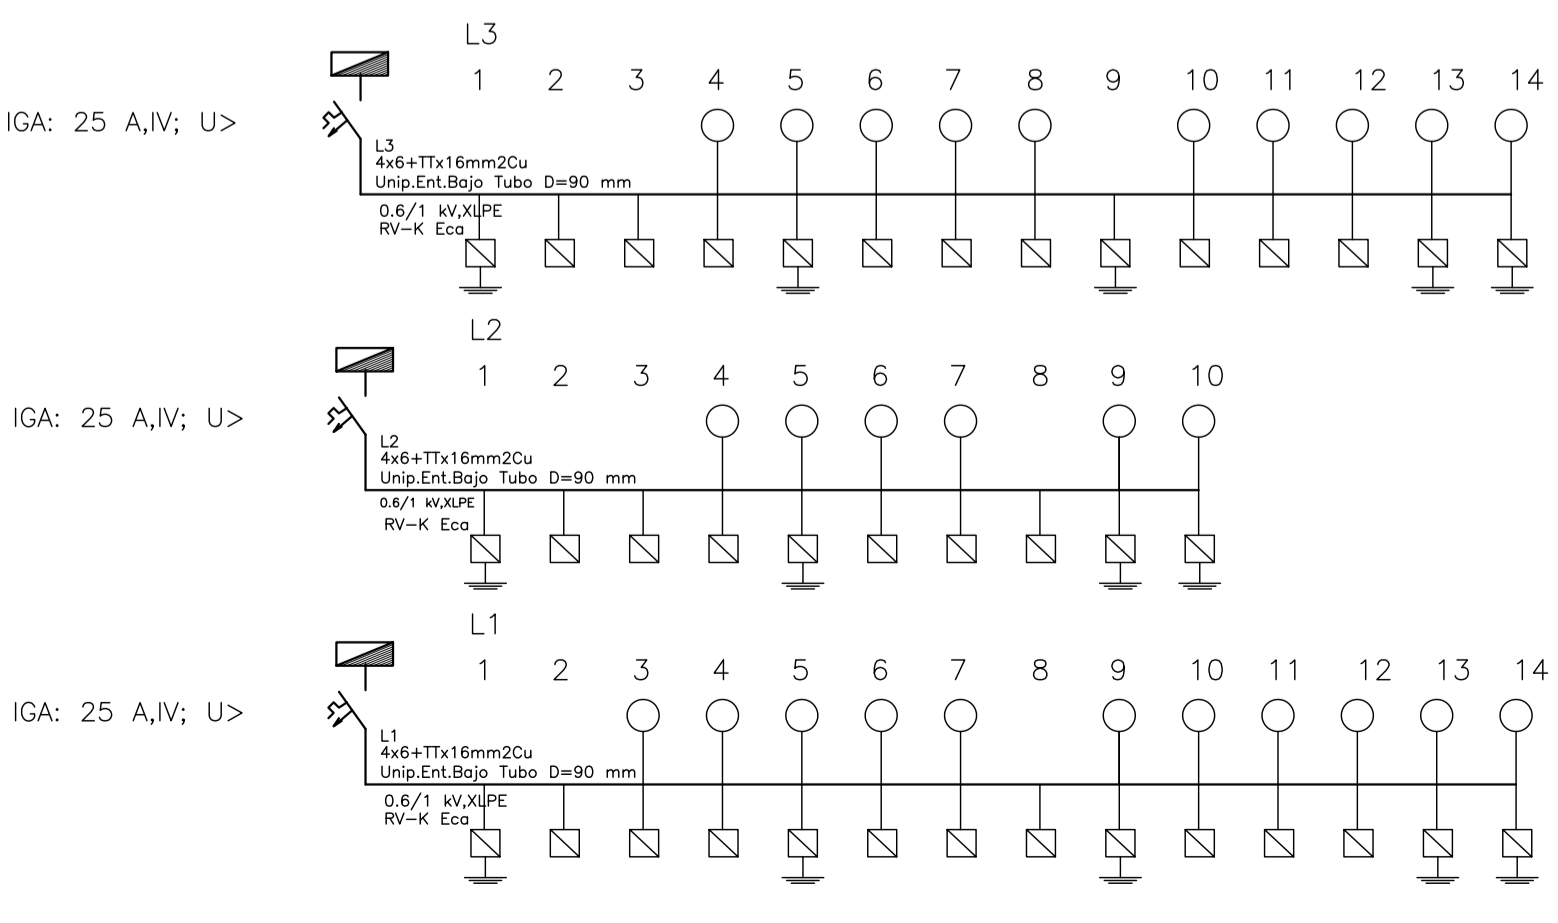 L3
1 2 3 4 5 6 7 8 9 10 11 12 13 14
IGA: 25 A,IV; U>
L3
4x6+TTx16mm2Cu
Unip.Ent.Bajo Tubo D=90 mm
0.6/1 kV,XLPE
RV-K Eca
L2
1 2 3 4 5 6 7 8 9 10
IGA: 25 A,IV; U>
L2
4x6+TTx16mm2Cu
Unip.Ent.Bajo Tubo D=90 mm
0.6/1 kV,XLPE
RV-K Eca
L1
1 2 3 4 5 6 7 8 9 10 11 12 13 14
IGA: 25 A,IV; U>
L1
4x6+TTx16mm2Cu
Unip.Ent.Bajo Tubo D=90 mm
0.6/1 kV,XLPE
RV-K Eca